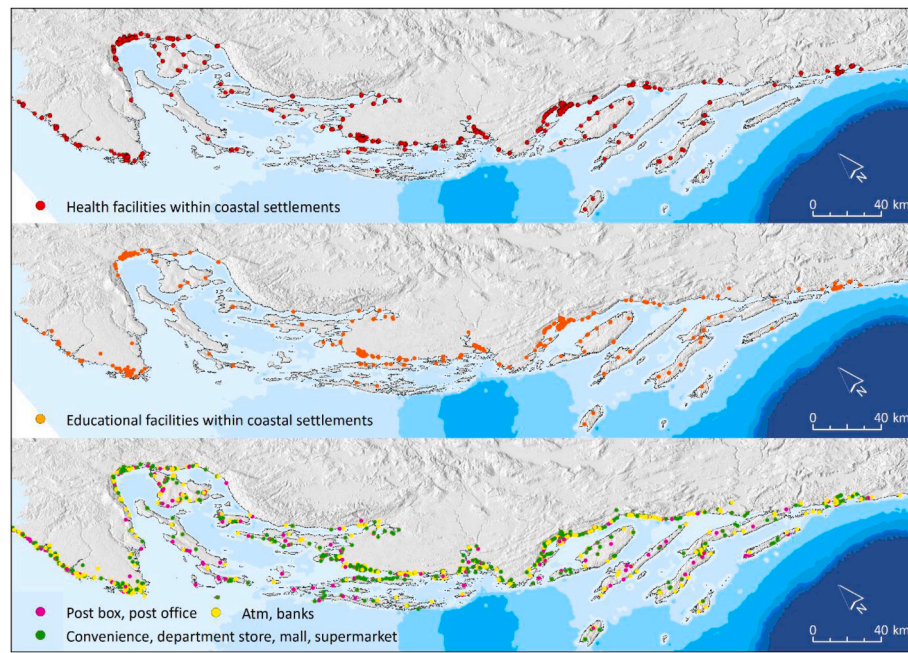 Health facilities within coastal settlements
N
0 40 km
Educational facilities within coastal settlements
N
0 40 km
Post box, post office Atm, banks
Convenience, department store, mall, supermarket
N
0 40 km